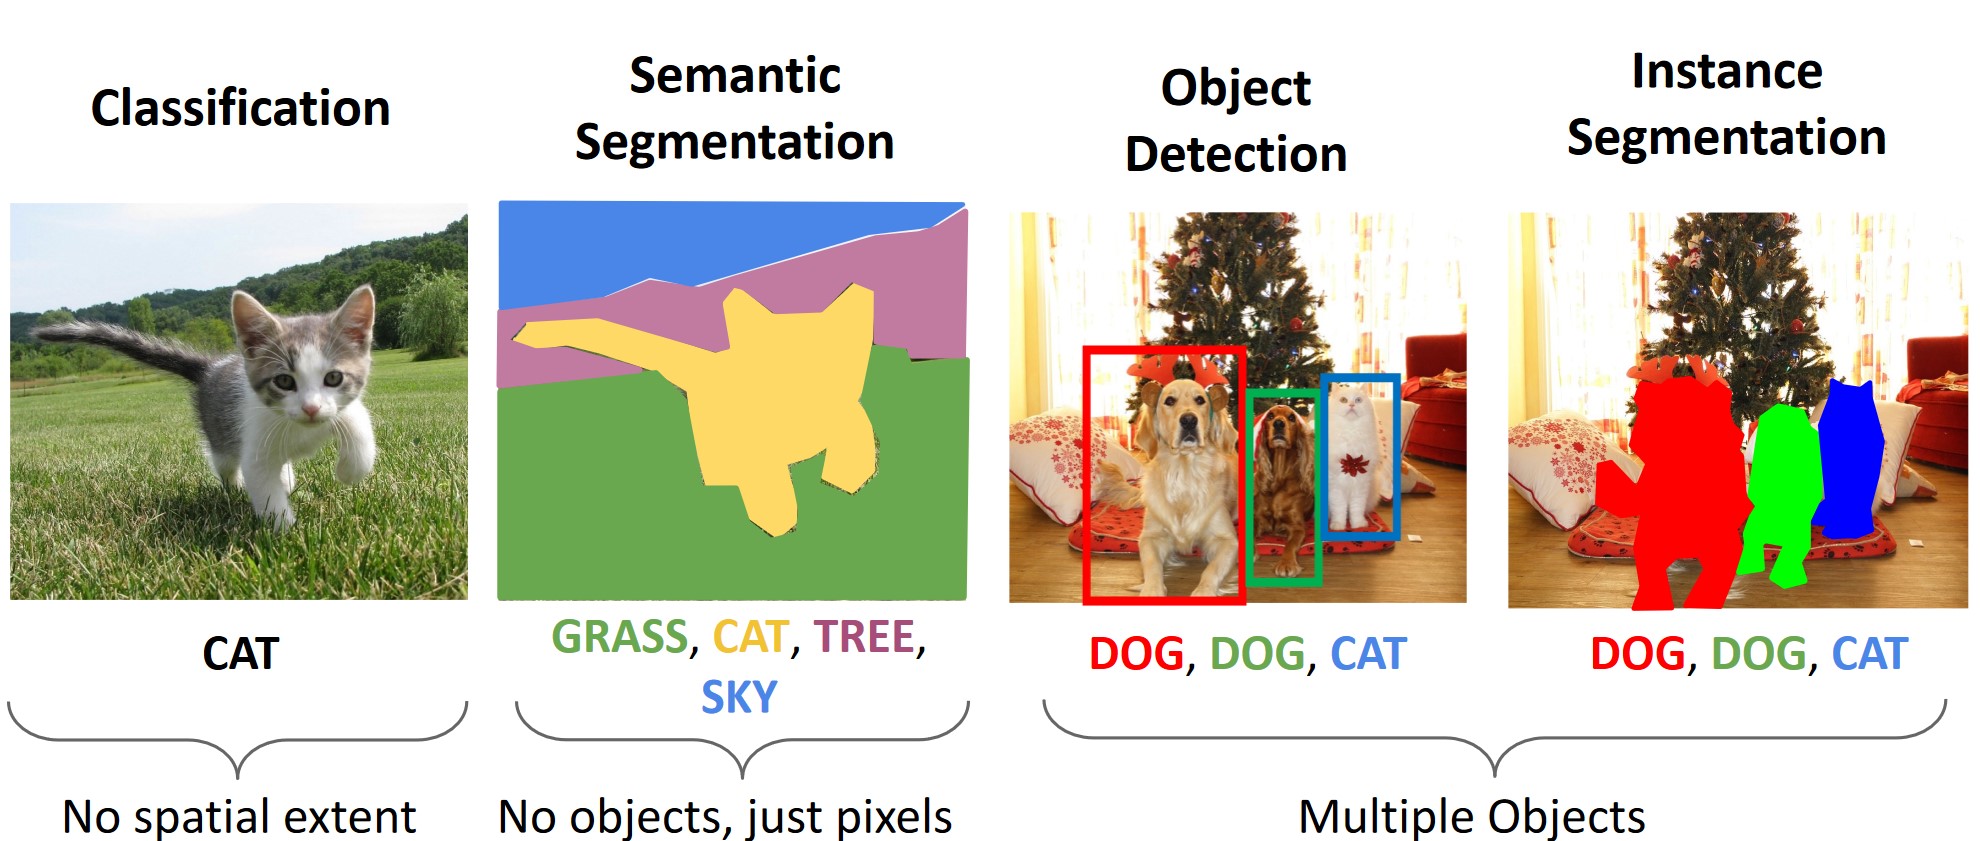 Classification
CAT
No spatial extent
Semantic
Segmentation
GRASS, CAT, TREE,
SKY
No objects, just pixels
Object
Detection
DOG, DOG, CAT
Instance
Segmentation
DOG, DOG, CAT
Multiple Objects